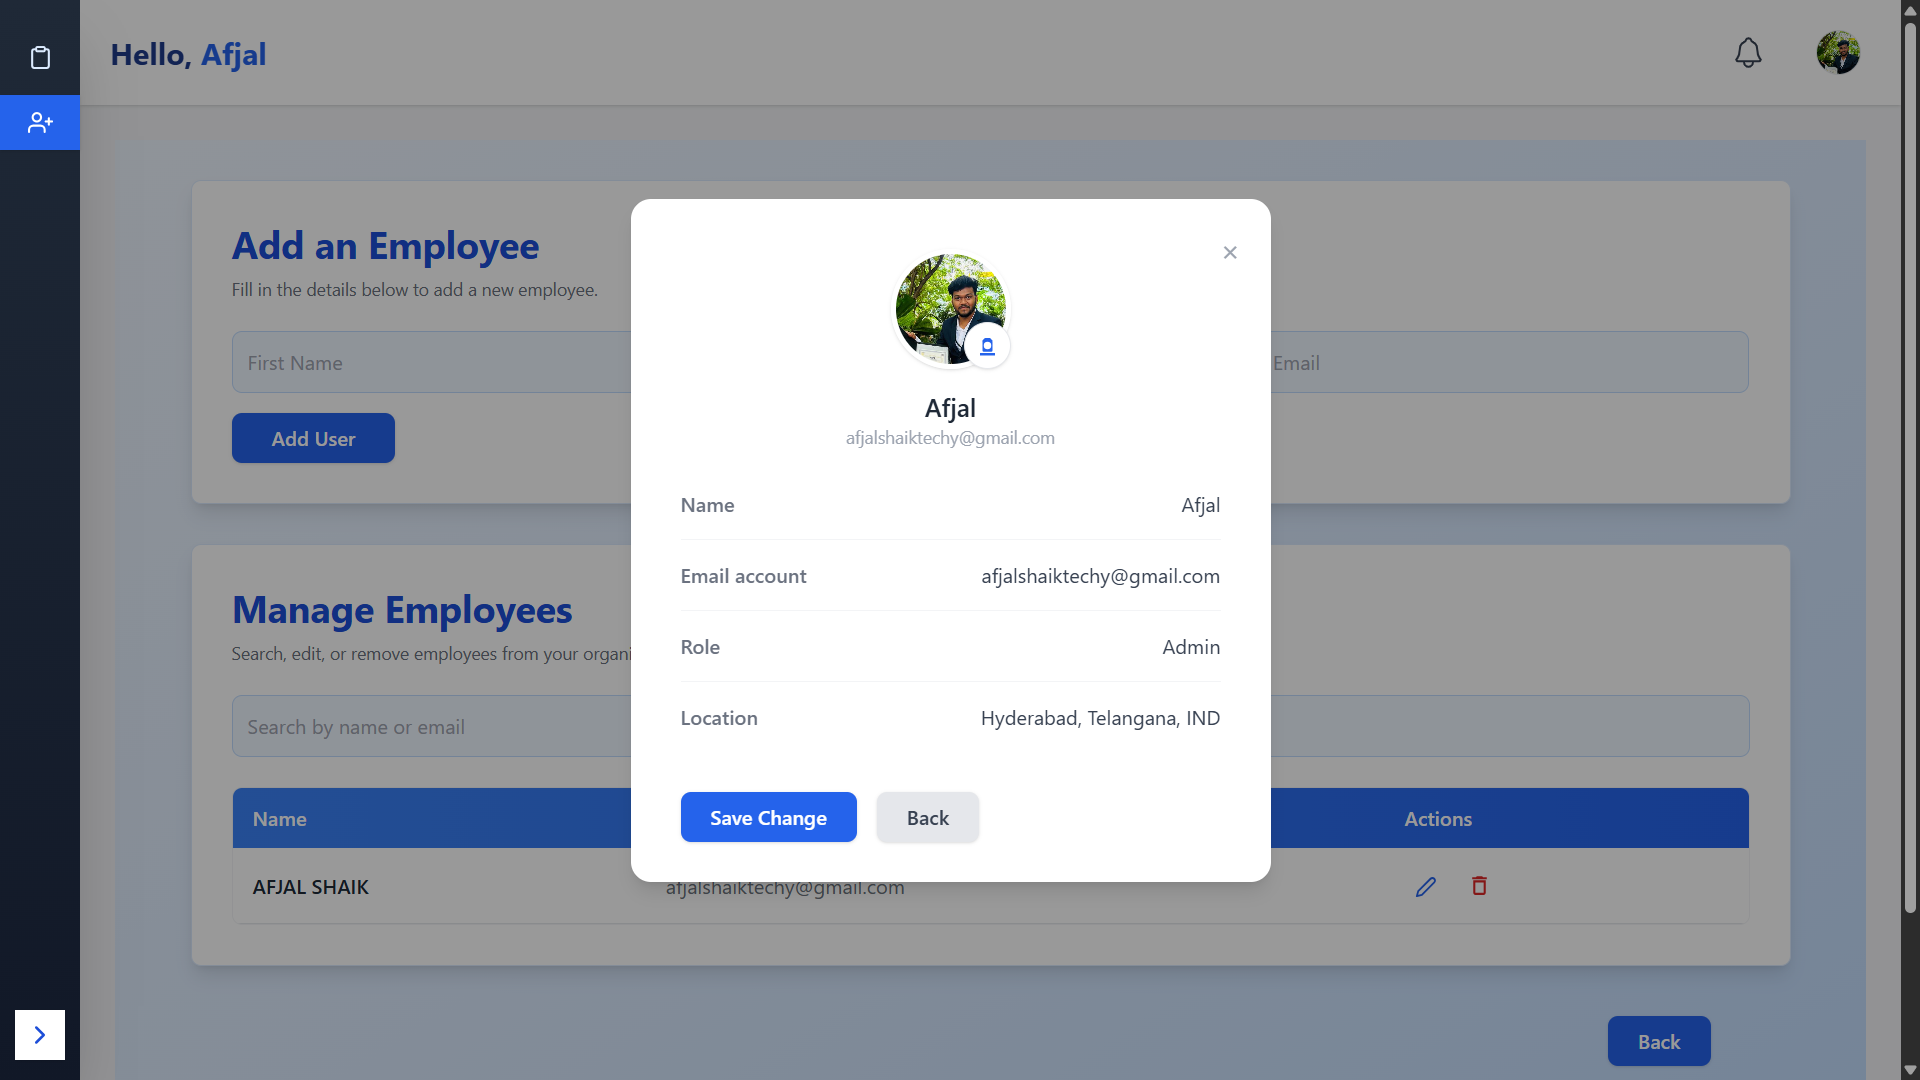 Hello, Afjal
Add an Employee
Fill in the details below to add a new employee.
First Name
Email
Add User
Manage Employees
Search, edit, or remove employees from your organi
Search by name or email
Name
Actions
AFJAL SHAIK
afjalshaiktechy@gmail.com
Back
Afjal
afjalshaiktechy@gmail.com
Name
Afjal
Email account
afjalshaiktechy@gmail.com
Role
Admin
Location
Hyderabad, Telangana, IND
Save Change
Back